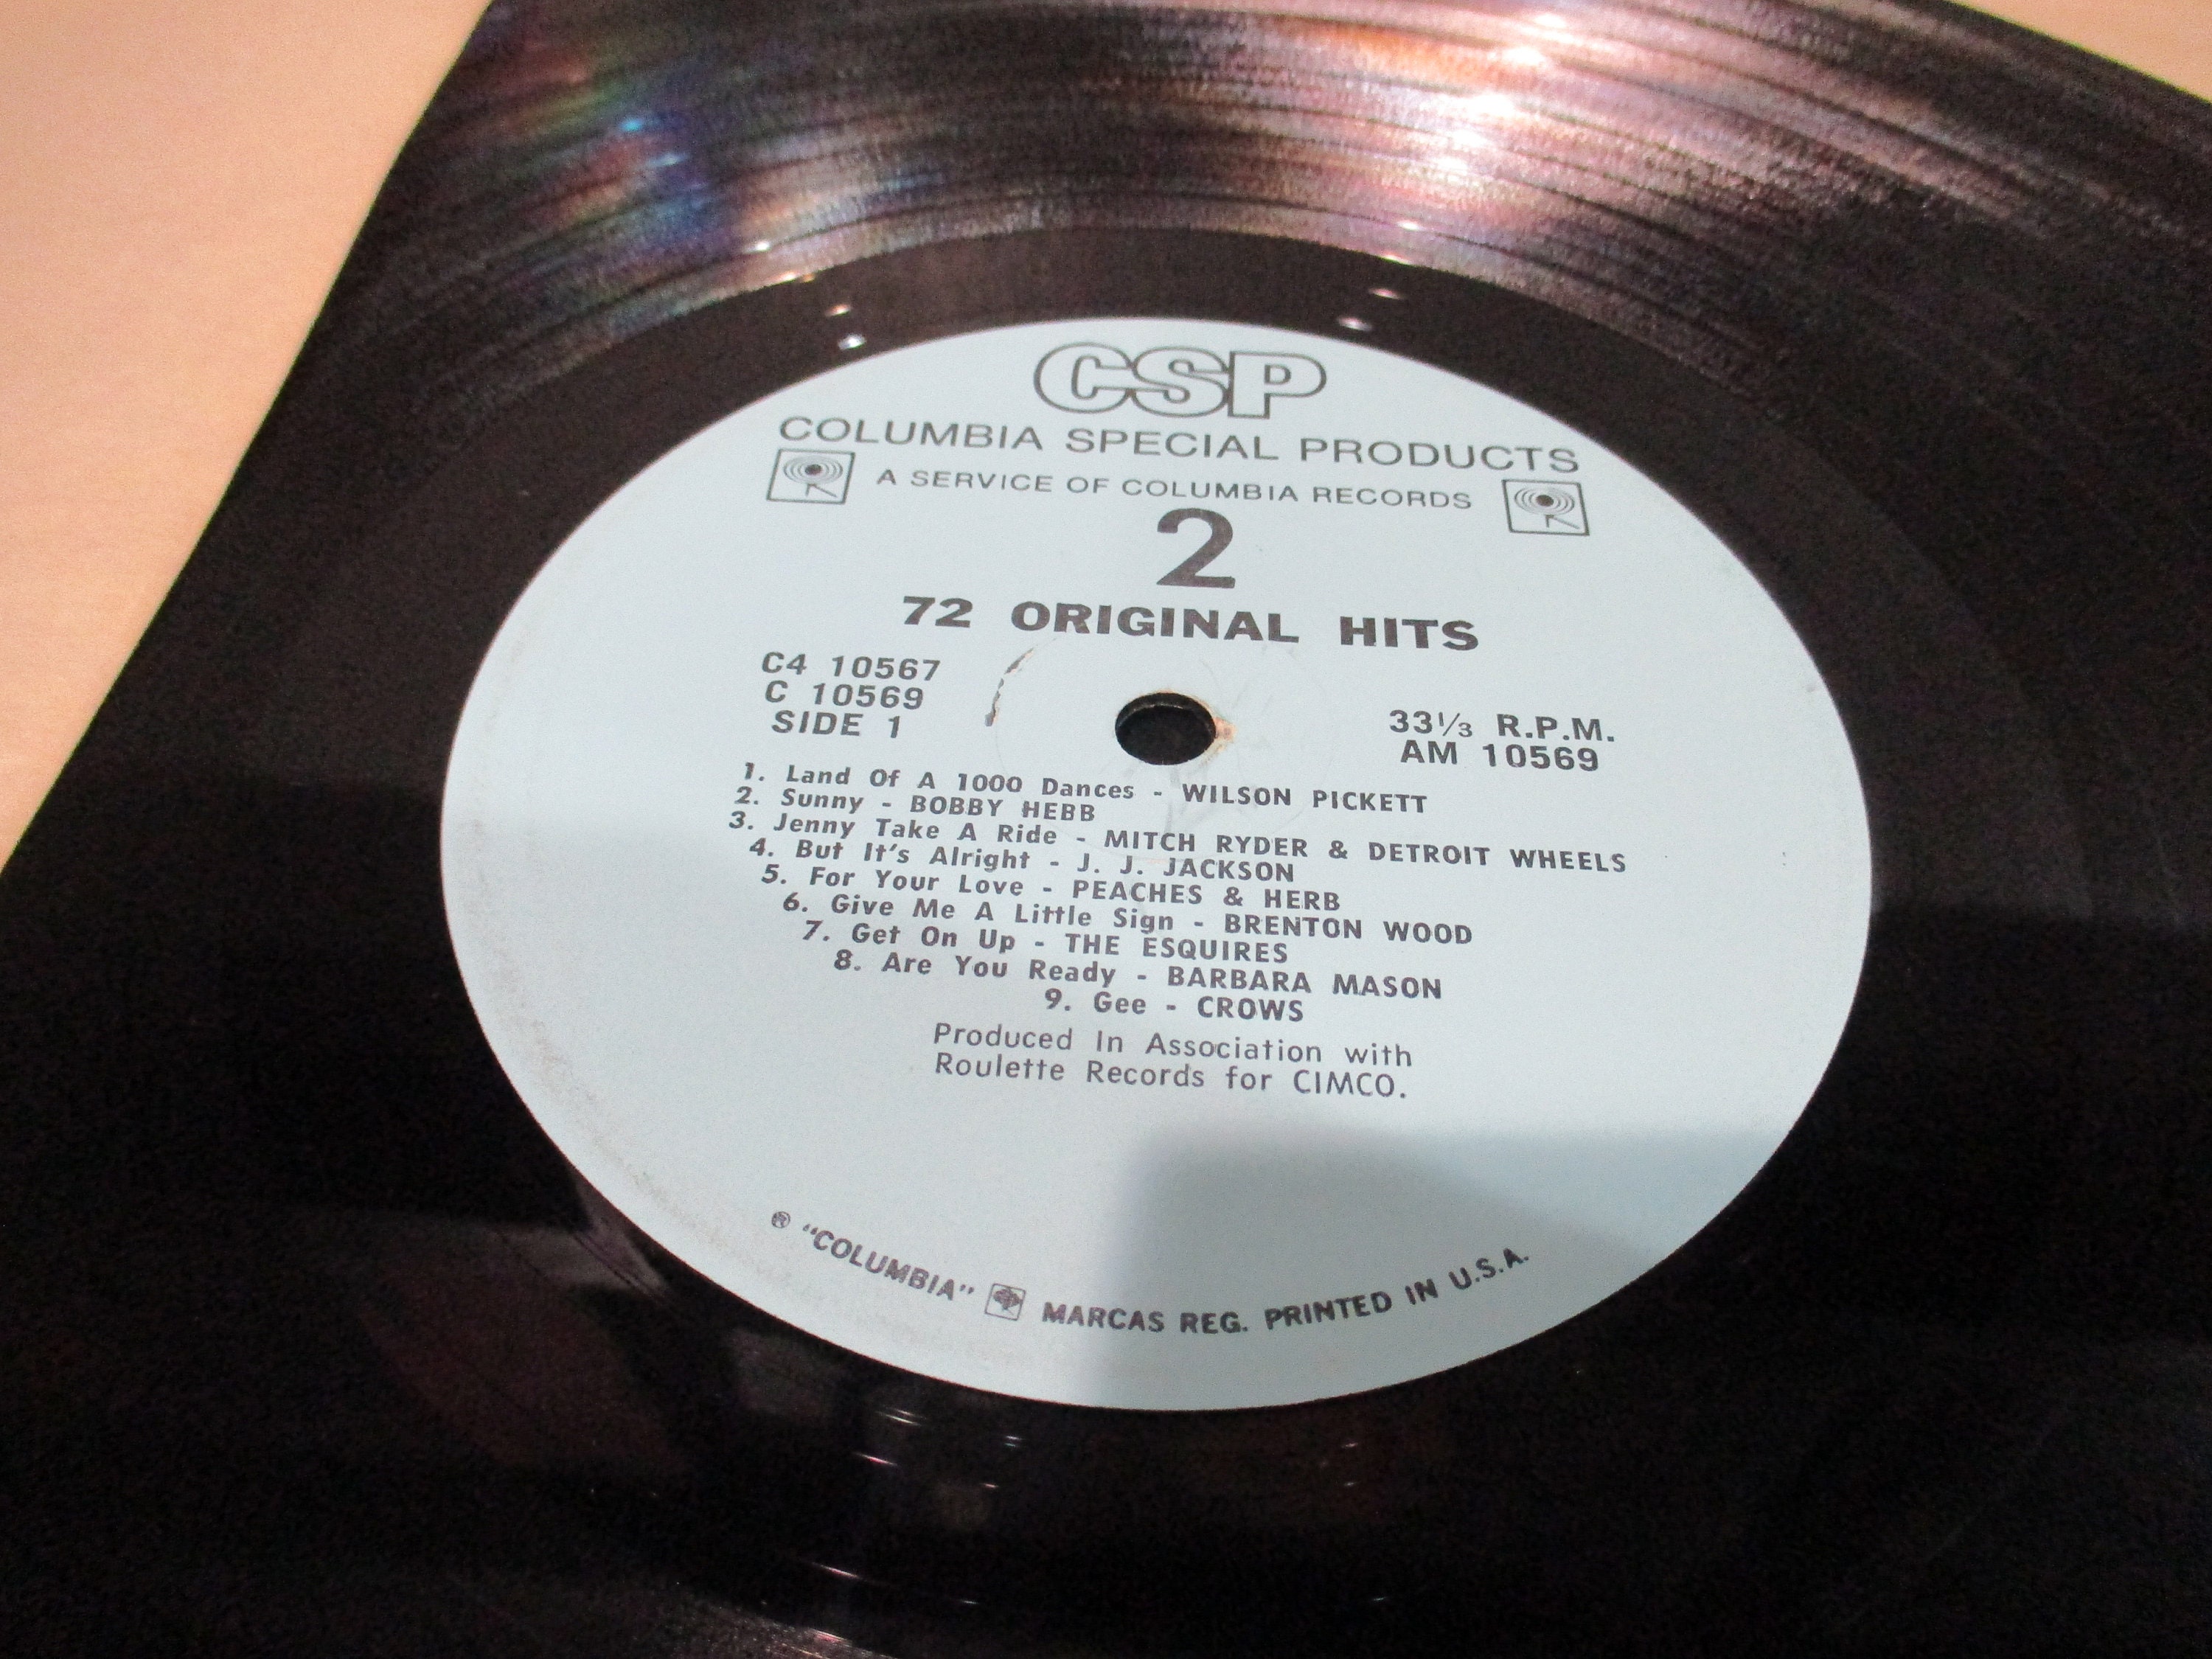 CSP
COLUMBIA SPECIAL PRODUCTS
A SERVICE OF COLUMBIA RECORDS
2
72 ORIGINAL HITS
C4 10567
C 10569
SIDE 1
33⅓ R.P.M.
AM 10569
1. Land Of A 1000 Dances - WILSON PICKETT
2. Sunny - BOBBY HEBB
3. Jenny Take A Ride - MITCH RYDER & DETROIT WHEELS
4. But It's Alright - J. J. JACKSON
5. For Your Love - PEACHES & HERB
6. Give Me A Little Sign - BRENTON WOOD
7. Get On Up - THE ESQUIRES
8. Are You Ready - BARBARA MASON
9. Gee - CROWS
Produced In Association with
Roulette Records for CIMCO.
® "COLUMBIA" MARCAS REG. PRINTED IN U.S.A.